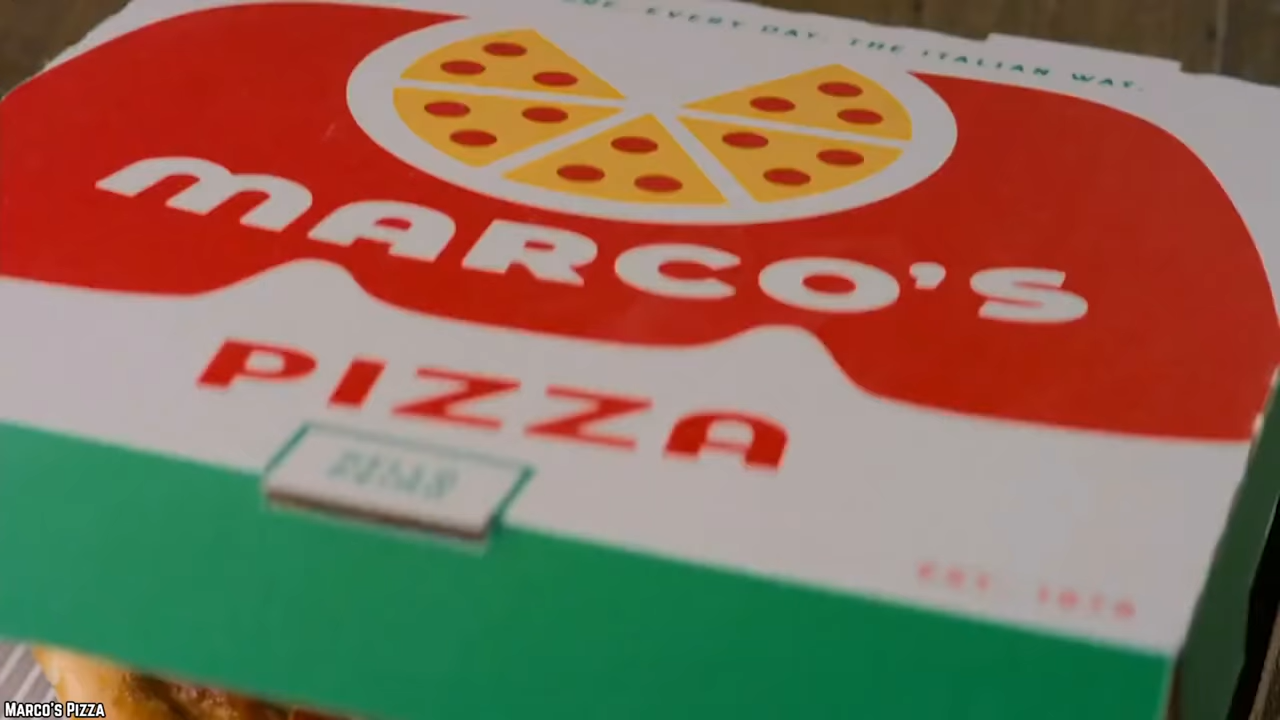 EVERY DAY. THE ITALIAN WAY.
MARCO'S
PIZZA
EST. 1978
Marco's Pizza